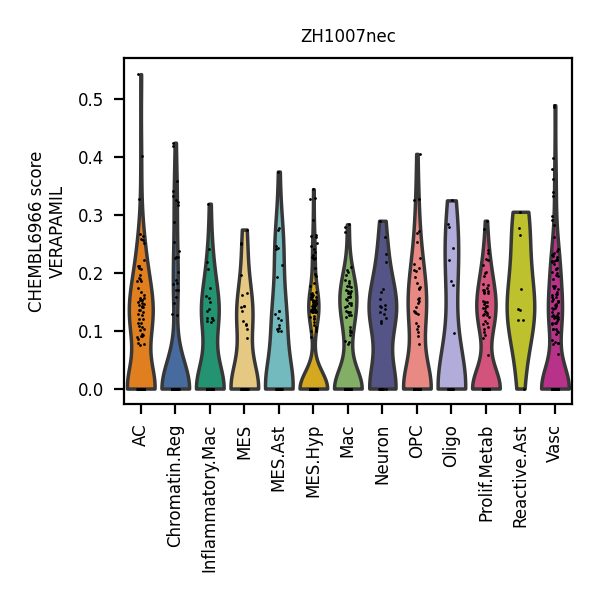 ZH1007nec
CHEMBL6966 score
VERAPAMIL
0.5
0.4
0.3
0.2
0.1
0.0
AC
Chromatin.Reg
Inflammatory.Mac
MES
MES.Ast
MES.Hyp
Mac
Neuron
OPC
Oligo
Prolif.Metab
Reactive.Ast
Vasc